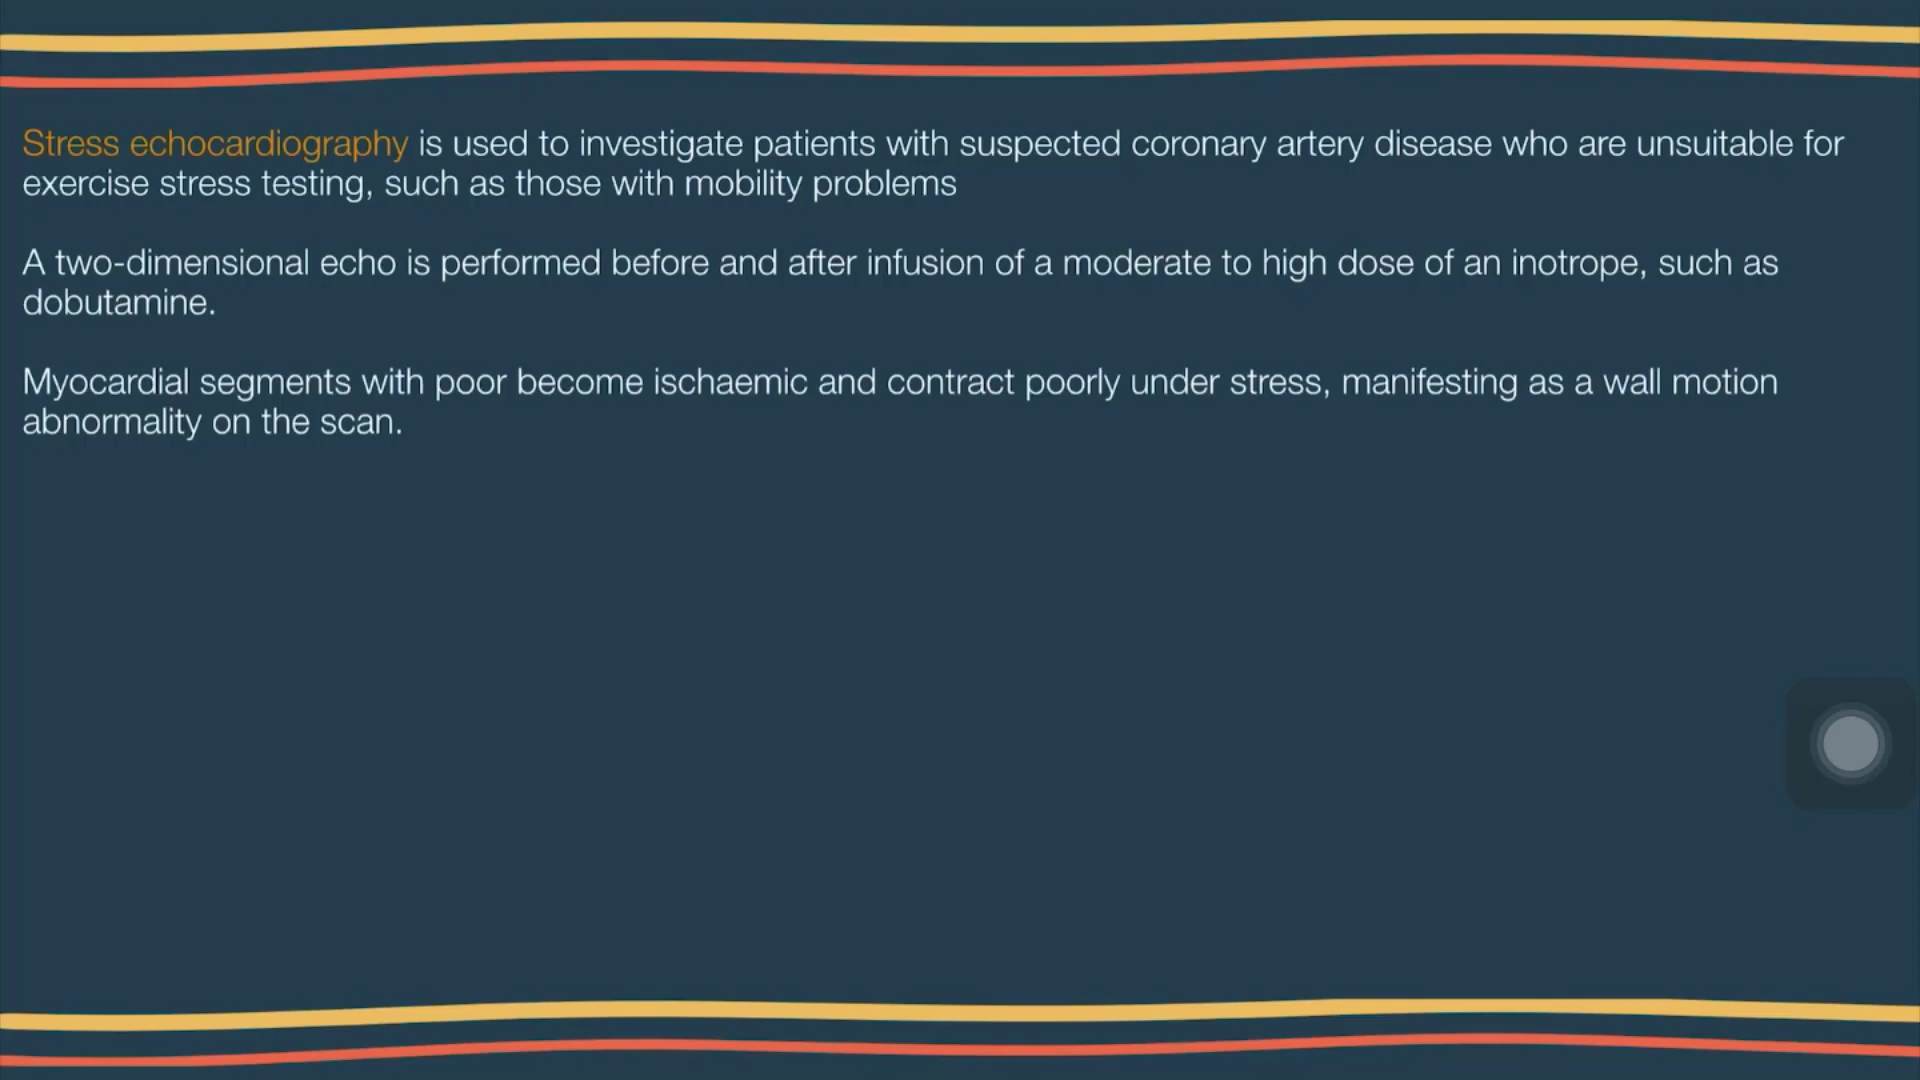 Stress echocardiography is used to investigate patients with suspected coronary artery disease who are unsuitable for
exercise stress testing, such as those with mobility problems
A two-dimensional echo is performed before and after infusion of a moderate to high dose of an inotrope, such as
dobutamine.
Myocardial segments with poor become ischaemic and contract poorly under stress, manifesting as a wall motion
abnormality on the scan.